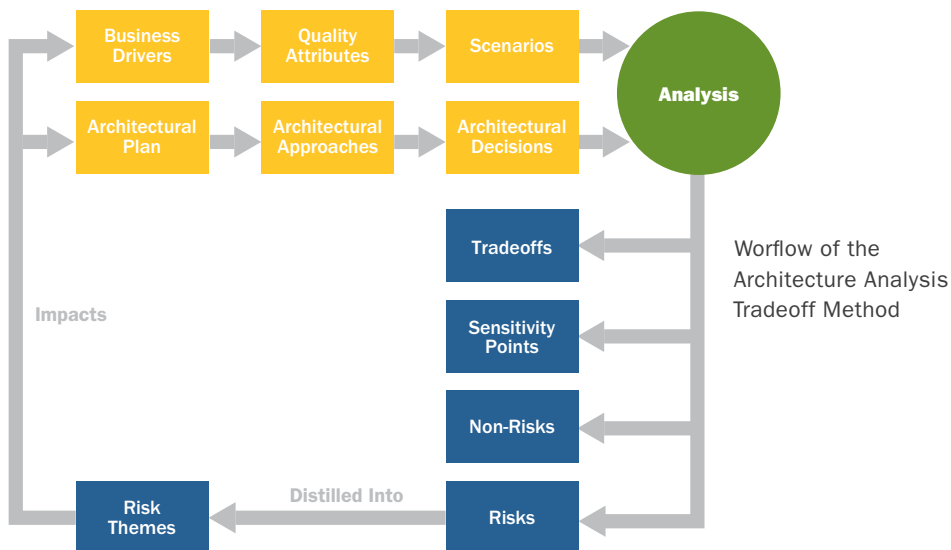 Business
Drivers
Quality
Attributes
Scenarios
Analysis
Architectural
Plan
Architectural
Approaches
Architectural
Decisions
Tradeoffs
Worflow of the
Architecture Analysis
Tradeoff Method
Impacts
Sensitivity
Points
Non-Risks
Distilled Into
Risk
Themes
Risks